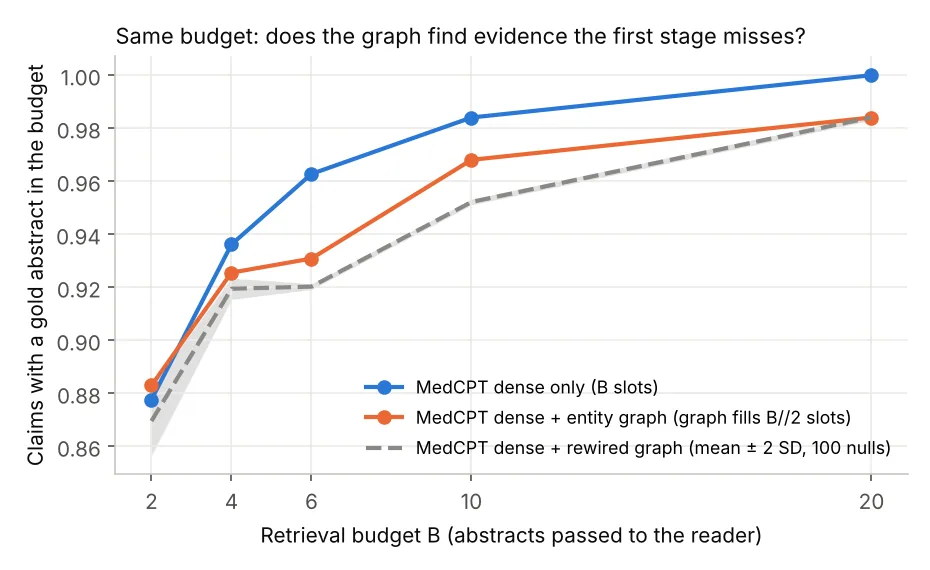 Same budget: does the graph find evidence the first stage misses?
Claims with a gold abstract in the budget
1.00
0.98
0.96
0.94
0.92
0.90
0.88
0.86
MedCPT dense only (B slots)
MedCPT dense + entity graph (graph fills B//2 slots)
MedCPT dense + rewired graph (mean ± 2 SD, 100 nulls)
2 4 6 10 20
Retrieval budget B (abstracts passed to the reader)